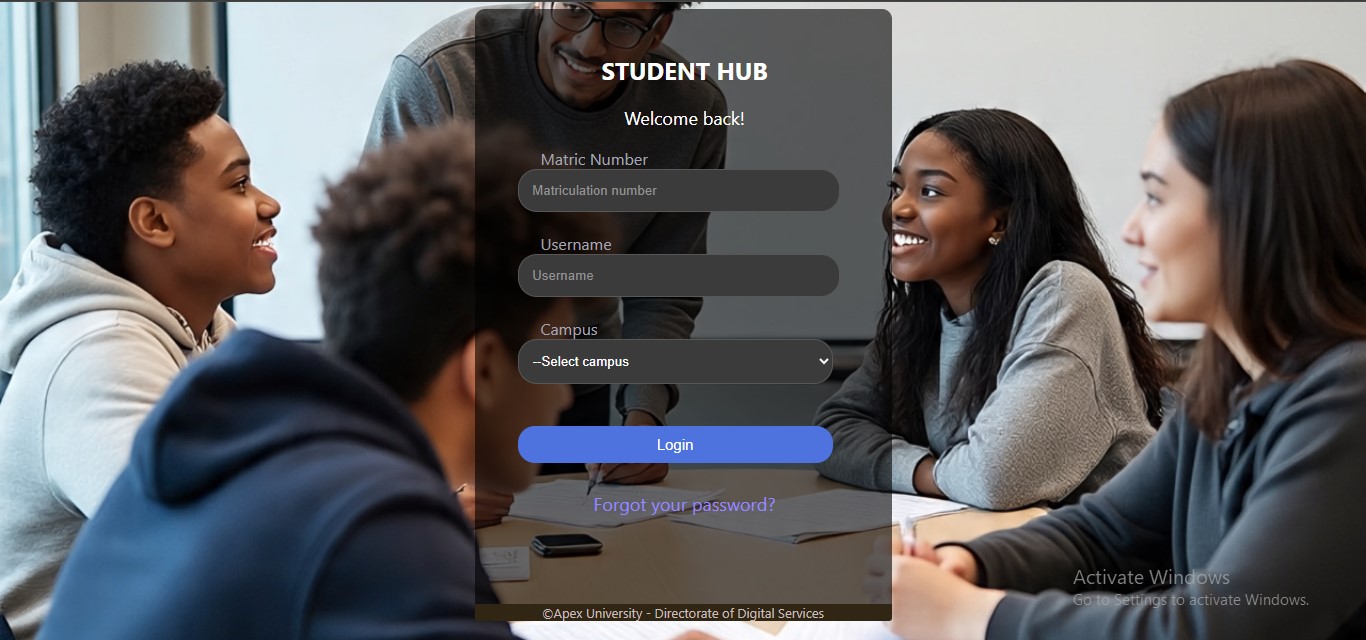 STUDENT HUB
Welcome back!
Matric Number
Matriculation number
Username
Username
Campus
--Select campus
Login
Forgot your password?
©Apex University - Directorate of Digital Services
Activate Windows
Go to Settings to activate Windows.